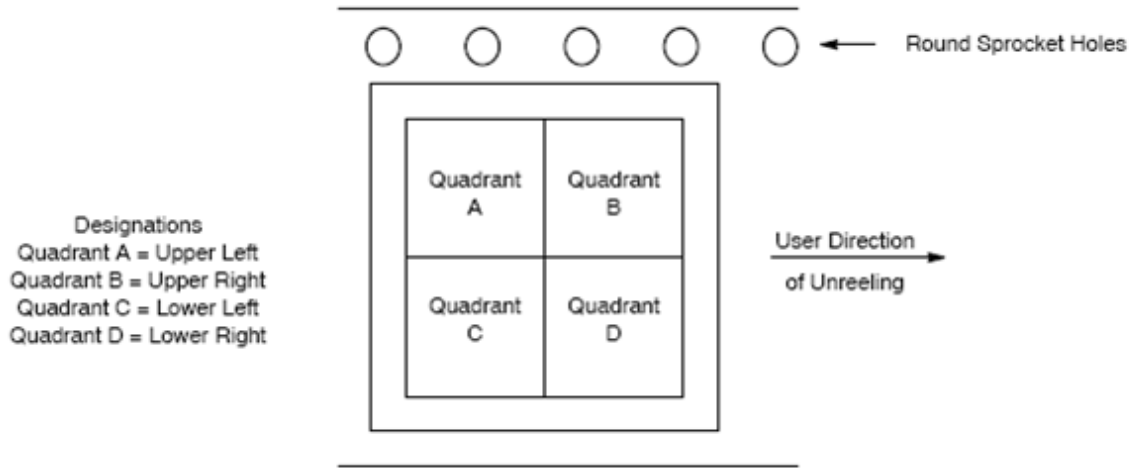 Round Sprocket Holes
Designations
Quadrant A = Upper Left
Quadrant B = Upper Right
Quadrant C = Lower Left
Quadrant D = Lower Right
Quadrant
A
Quadrant
B
Quadrant
C
Quadrant
D
User Direction
of Unreeling